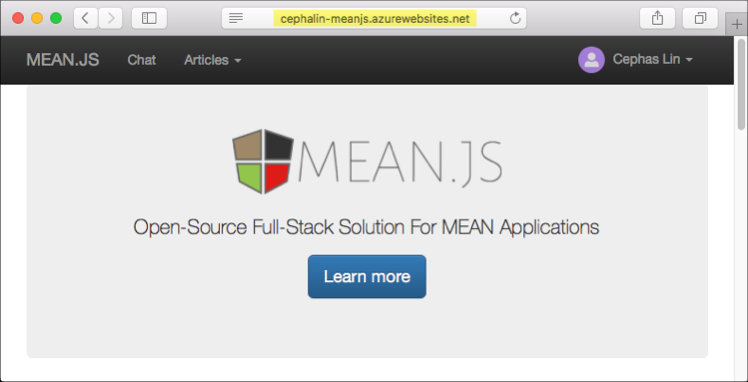 cephalin-meanjs.azurewebsites.net
MEAN.JS Chat Articles Cephas Lin
MEAN.JS
Open-Source Full-Stack Solution For MEAN Applications
Learn more